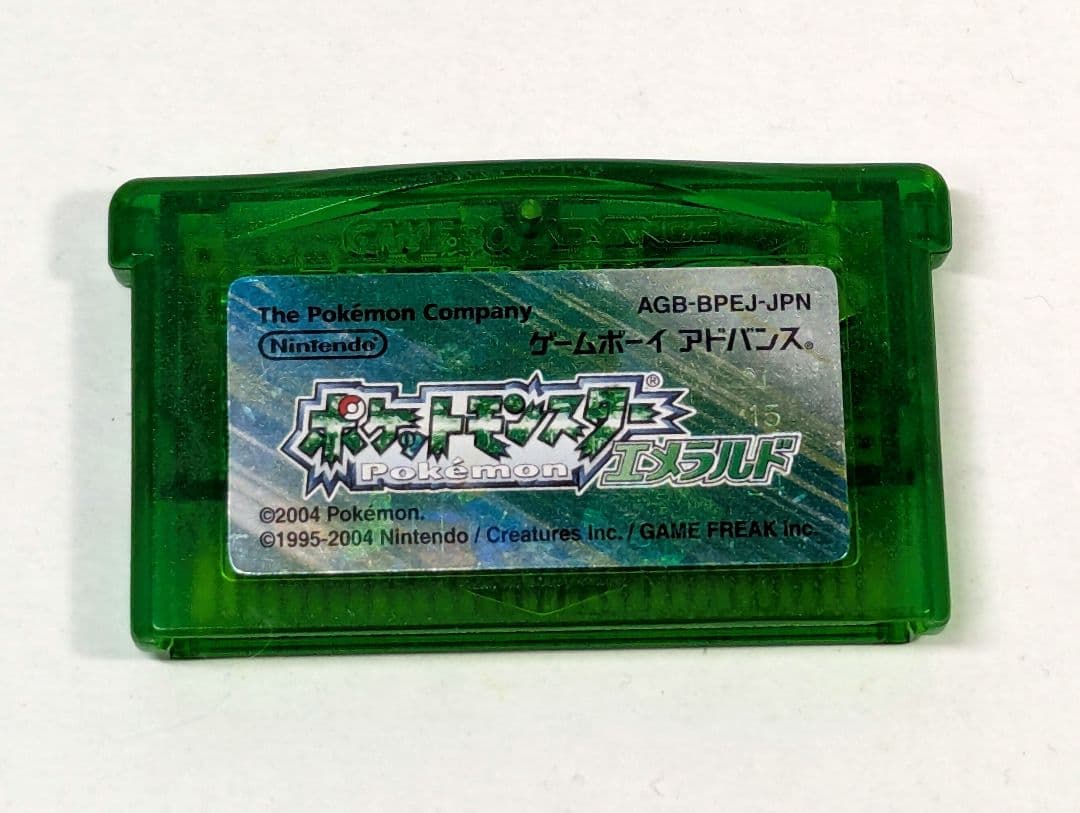 GAME BOY ADVANCE
The Pokémon Company
AGB-BPEJ-JPN
Nintendo
ゲームボーイ アドバンス®
ポケットモンスター®
Pokémon
エメラルド
15
©2004 Pokémon.
©1995-2004 Nintendo / Creatures Inc. / GAME FREAK inc.